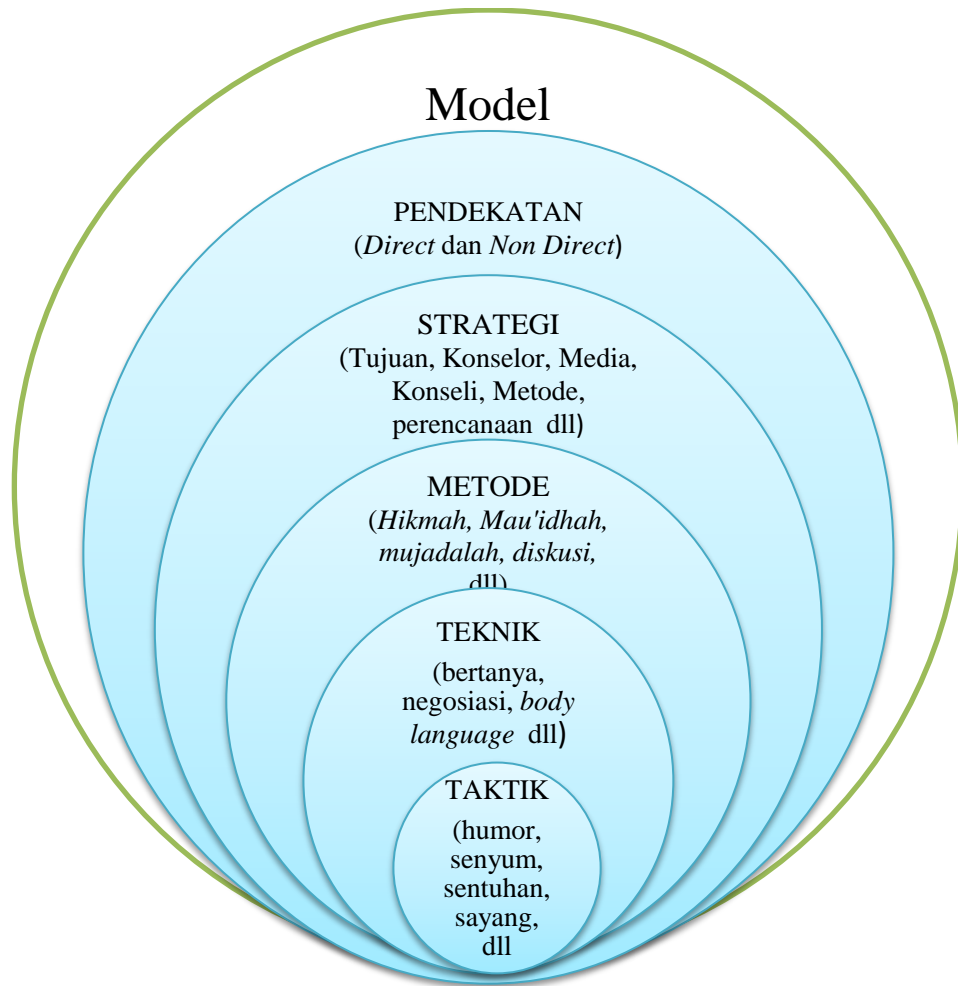 Model
PENDEKATAN
(Direct dan Non Direct)
STRATEGI
(Tujuan, Konselor, Media,
Konseli, Metode,
perencanaan dll)
METODE
(Hikmah, Mau'idhah,
mujadalah, diskusi,
dll)
TEKNIK
(bertanya,
negosiasi, body
language dll)
TAKTIK
(humor,
senyum,
sentuhan,
sayang,
dll